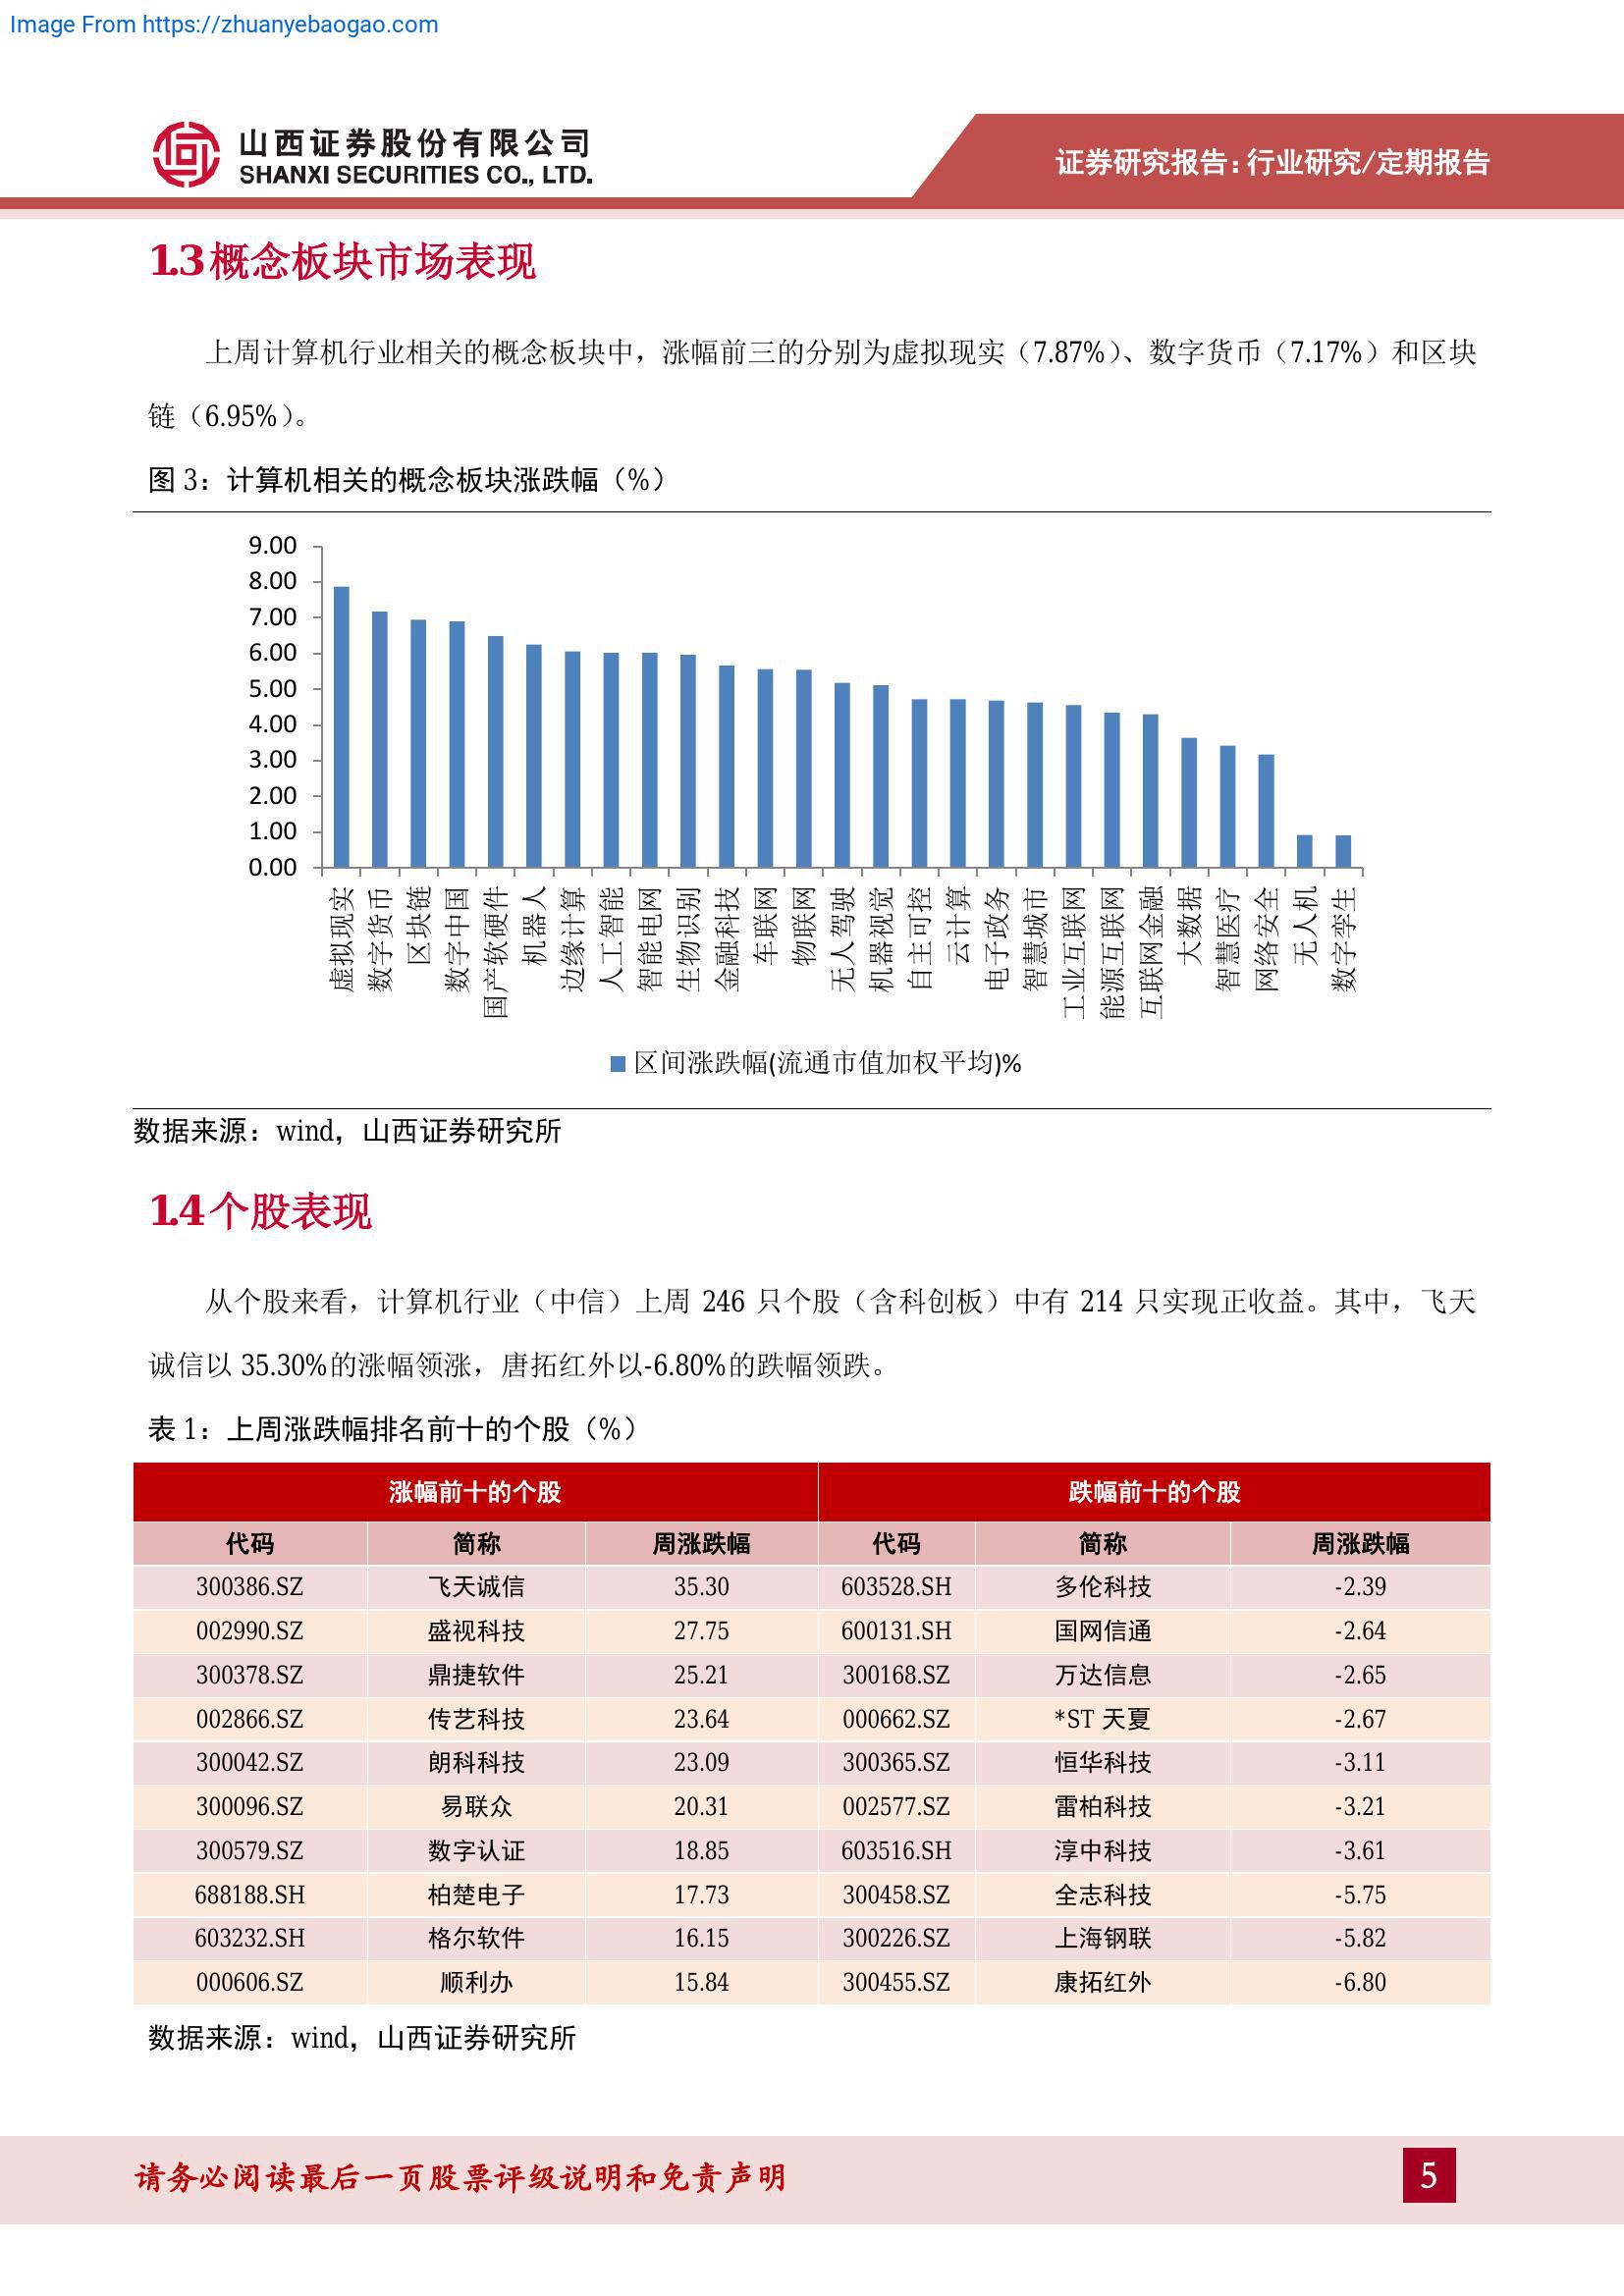 Image From https://zhuanyebaogao.com
山西证券股份有限公司
SHANXI SECURITIES CO., LTD.
证券研究报告：行业研究/定期报告
1.3 概念板块市场表现
上周计算机行业相关的概念板块中，涨幅前三的分别为虚拟现实（7.87%）、数字货币（7.17%）和区块
链（6.95%）。
图 3：计算机相关的概念板块涨跌幅（%）
9.00
8.00
7.00
6.00
5.00
4.00
3.00
2.00
1.00
0.00
虚拟现实
数字货币
区块链
数字中国
国产软硬件
机器人
边缘计算
人工智能
智能电网
生物识别
金融科技
车联网
物联网
无人驾驶
机器视觉
自主可控
云计算
电子政务
智慧城市
工业互联网
能源互联网
互联网金融
大数据
智慧医疗
网络安全
无人机
数字孪生
区间涨跌幅(流通市值加权平均)%
数据来源：wind，山西证券研究所
1.4 个股表现
从个股来看，计算机行业（中信）上周 246 只个股（含科创板）中有 214 只实现正收益。其中，飞天
诚信以 35.30%的涨幅领涨，唐拓红外以-6.80%的跌幅领跌。
表 1：上周涨跌幅排名前十的个股（%）
涨幅前十的个股 跌幅前十的个股
代码 简称 周涨跌幅 代码 简称 周涨跌幅
300386.SZ 飞天诚信 35.30 603528.SH 多伦科技 -2.39
002990.SZ 盛视科技 27.75 600131.SH 国网信通 -2.64
300378.SZ 鼎捷软件 25.21 300168.SZ 万达信息 -2.65
002866.SZ 传艺科技 23.64 000662.SZ *ST 天夏 -2.67
300042.SZ 朗科科技 23.09 300365.SZ 恒华科技 -3.11
300096.SZ 易联众 20.31 002577.SZ 雷柏科技 -3.21
300579.SZ 数字认证 18.85 603516.SH 淳中科技 -3.61
688188.SH 柏楚电子 17.73 300458.SZ 全志科技 -5.75
603232.SH 格尔软件 16.15 300226.SZ 上海钢联 -5.82
000606.SZ 顺利办 15.84 300455.SZ 康拓红外 -6.80
数据来源：wind，山西证券研究所
请务必阅读最后一页股票评级说明和免责声明
5